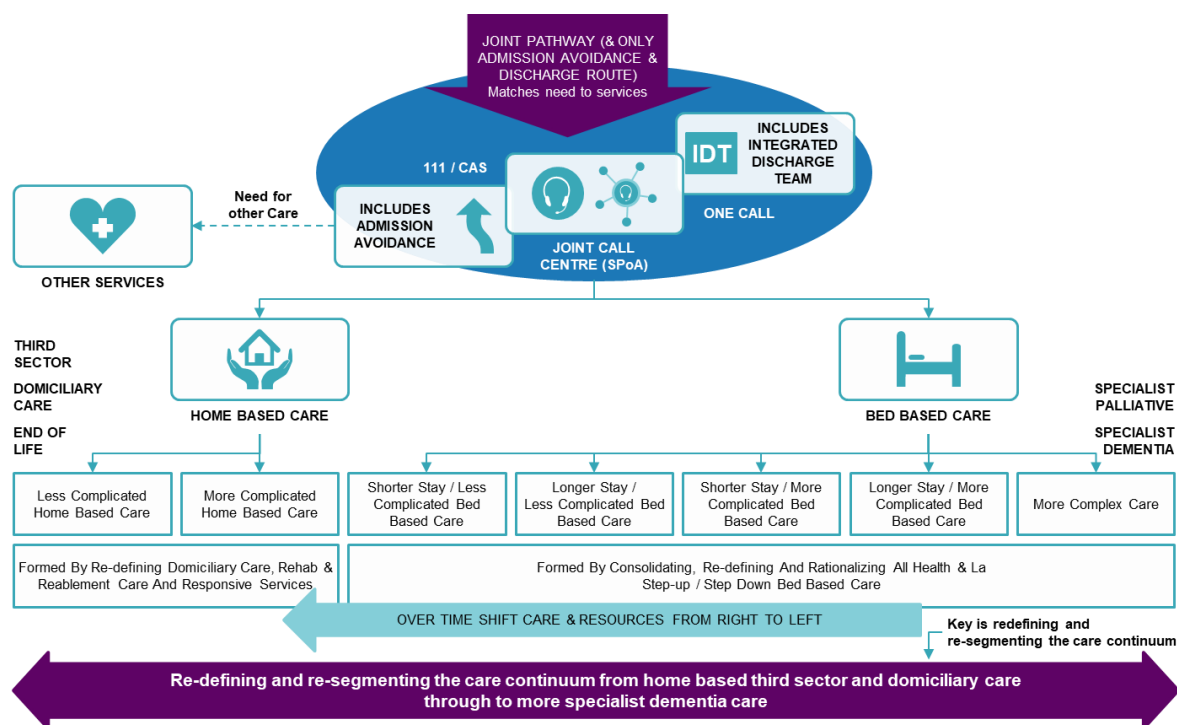 JOINT PATHWAY (& ONLY
ADMISSION AVOIDANCE &
DISCHARGE ROUTE)
Matches need to services
111 / CAS
IDT
INCLUDES
INTEGRATED
DISCHARGE
TEAM
Need for
other Care
INCLUDES
ADMISSION
AVOIDANCE
ONE CALL
JOINT CALL
CENTRE (SPoA)
OTHER SERVICES
THIRD
SECTOR
DOMICILIARY
CARE
END OF
LIFE
HOME BASED CARE
BED BASED CARE
SPECIALIST
PALLIATIVE
SPECIALIST
DEMENTIA
Less Complicated
Home Based Care
More Complicated
Home Based Care
Shorter Stay / Less
Complicated Bed
Based Care
Longer Stay /
Less Complicated Bed
Based Care
Shorter Stay / More
Complicated Bed
Based Care
Longer Stay / More
Complicated Bed
Based Care
More Complex Care
Formed By Re-defining Domiciliary Care, Rehab &
Reablement Care And Responsive Services
Formed By Consolidating, Re-defining And Rationalizing All Health & La
Step-up / Step Down Bed Based Care
OVER TIME SHIFT CARE & RESOURCES FROM RIGHT TO LEFT
Key is redefining and
re-segmenting the care continuum
Re-defining and re-segmenting the care continuum from home based third sector and domiciliary care
through to more specialist dementia care